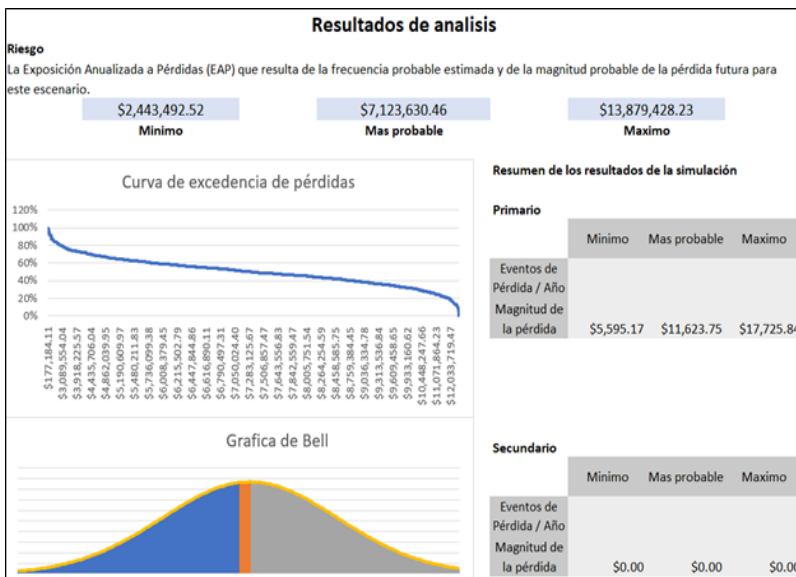 Resultados de analisis
Riesgo
La Exposición Anualizada a Pérdidas (EAP) que resulta de la frecuencia probable estimada y de la magnitud probable de la pérdida futura para
este escenario.
$2,443,492.52 $7,123,630.46 $13,879,428.23
Minimo Mas probable Maximo
Curva de excedencia de pérdidas
120%
100%
80%
60%
40%
20%
0%
$177,184.11
$3,089,554.04
$3,918,225.57
$4,435,706.04
$4,862,039.95
$5,190,609.97
$5,480,211.83
$5,736,099.38
$6,008,379.45
$6,215,502.79
$6,447,844.86
$6,616,890.11
$6,790,497.31
$7,050,024.40
$7,283,125.67
$7,506,857.47
$7,643,556.83
$7,842,559.47
$8,005,751.54
$8,264,254.59
$8,458,585.75
$8,759,384.45
$9,036,334.78
$9,313,536.84
$9,609,458.65
$9,933,160.62
$10,448,247.66
$11,071,864.23
$12,033,719.47
Resumen de los resultados de la simulación
Primario
Minimo Mas probable Maximo
Eventos de
Pérdida / Año
Magnitud de
la pérdida $5,595.17 $11,623.75 $17,725.84
Grafica de Bell
Secundario
Minimo Mas probable Maximo
Eventos de
Pérdida / Año
Magnitud de
la pérdida $0.00 $0.00 $0.00